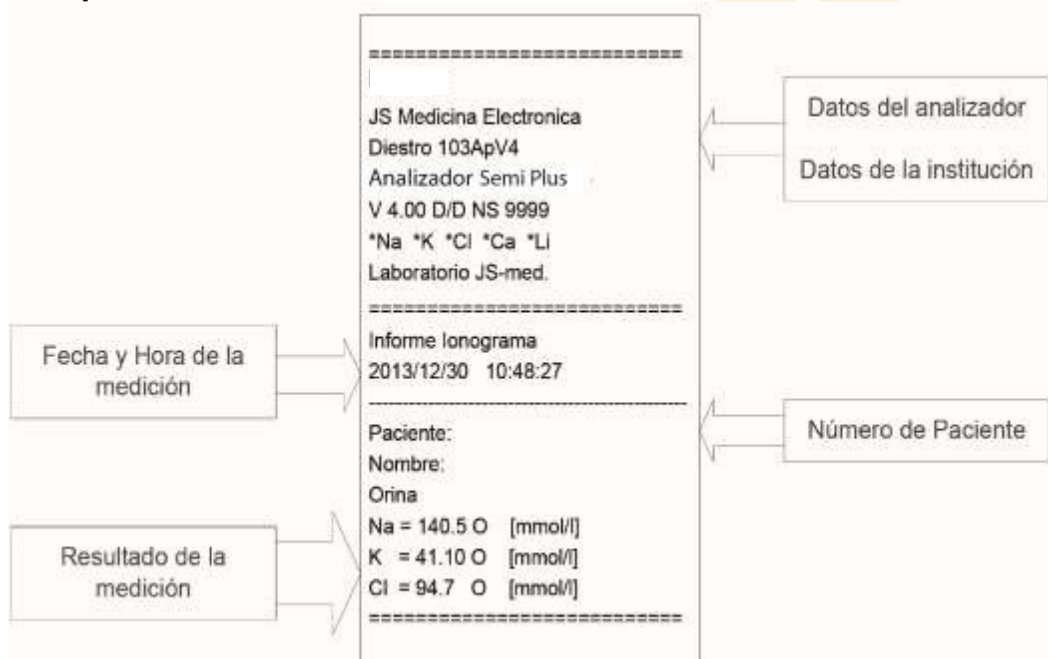 ===========================
JS Medicina Electronica
Diestro 103ApV4
Analizador Semi Plus
V 4.00 D/D NS 9999
*Na *K *Cl *Ca *Li
Laboratorio JS-med.
===========================
Informe Ionograma
2013/12/30 10:48:27
----------------------------------------------------
Paciente:
Nombre:
Orina
Na = 140.5 O [mmol/l]
K = 41.10 O [mmol/l]
Cl = 94.7 O [mmol/l]
===========================
Datos del analizador
Datos de la institución
Fecha y Hora de la
medición
Número de Paciente
Resultado de la
medición